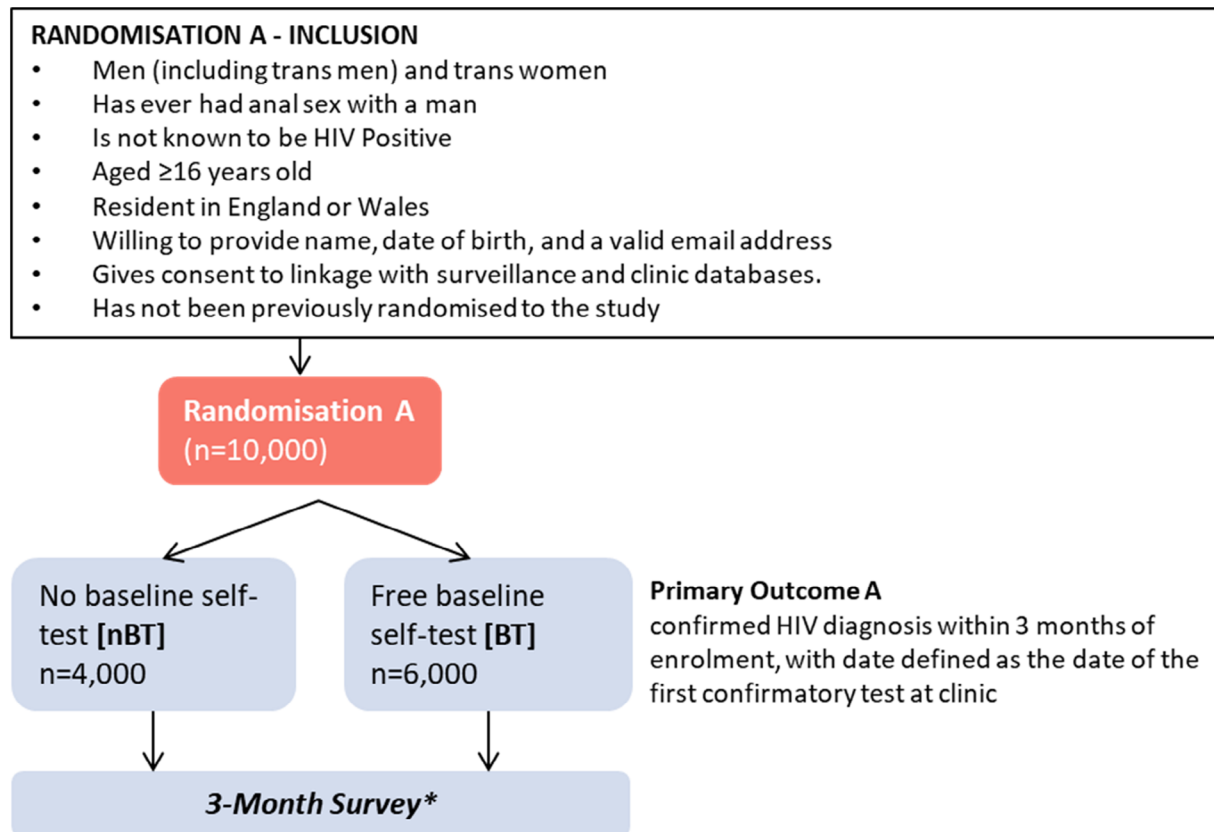 RANDOMISATION A - INCLUSION
• Men (including trans men) and trans women
• Has ever had anal sex with a man
• Is not known to be HIV Positive
• Aged ≥16 years old
• Resident in England or Wales
• Willing to provide name, date of birth, and a valid email address
• Gives consent to linkage with surveillance and clinic databases.
• Has not been previously randomised to the study
Randomisation A
(n=10,000)
No baseline self-
test [nBT]
n=4,000
Free baseline
self-test [BT]
n=6,000
Primary Outcome A
confirmed HIV diagnosis within 3 months of
enrolment, with date defined as the date of the
first confirmatory test at clinic
3-Month Survey*